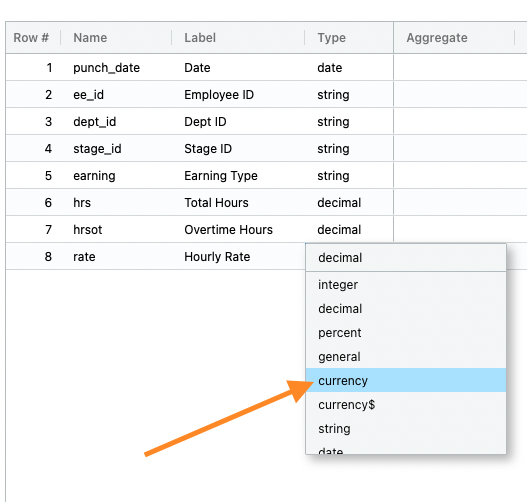 Row # Name Label Type Aggregate
1 punch_date Date date
2 ee_id Employee ID string
3 dept_id Dept ID string
4 stage_id Stage ID string
5 earning Earning Type string
6 hrs Total Hours decimal
7 hrsot Overtime Hours decimal
8 rate Hourly Rate decimal
integer
decimal
percent
general
currency
currency$
string
date